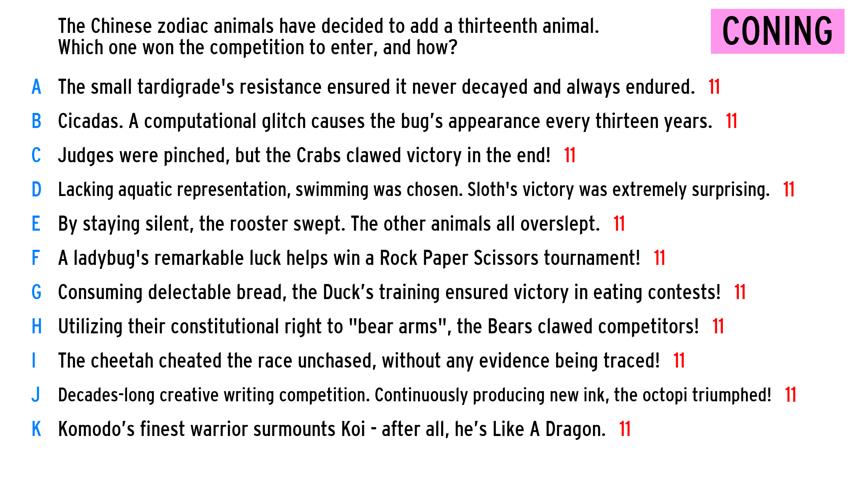 The Chinese zodiac animals have decided to add a thirteenth animal.
Which one won the competition to enter, and how?
CONING
A The small tardigrade's resistance ensured it never decayed and always endured. 11
B Cicadas. A computational glitch causes the bug's appearance every thirteen years. 11
C Judges were pinched, but the Crabs clawed victory in the end! 11
D Lacking aquatic representation, swimming was chosen. Sloth's victory was extremely surprising. 11
E By staying silent, the rooster swept. The other animals all overslept. 11
F A ladybug's remarkable luck helps win a Rock Paper Scissors tournament! 11
G Consuming delectable bread, the Duck's training ensured victory in eating contests! 11
H Utilizing their constitutional right to "bear arms", the Bears clawed competitors! 11
I The cheetah cheated the race unchased, without any evidence being traced! 11
J Decades-long creative writing competition. Continuously producing new ink, the octopi triumphed! 11
K Komodo's finest warrior surmounts Koi - after all, he's Like A Dragon. 11